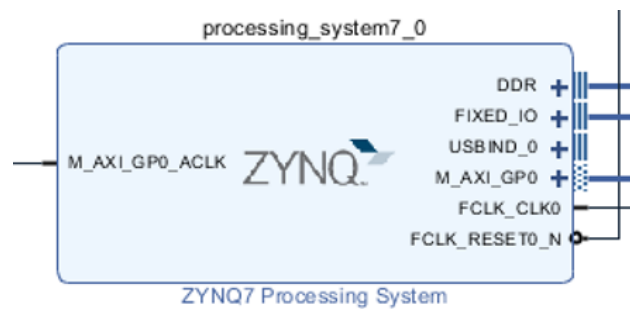 processing_system7_0
DDR
FIXED_IO
USBIND_0
M_AXI_GP0_ACLK
ZYNQ
M_AXI_GP0
FCLK_CLK0
FCLK_RESET0_N
ZYNQ7 Processing System